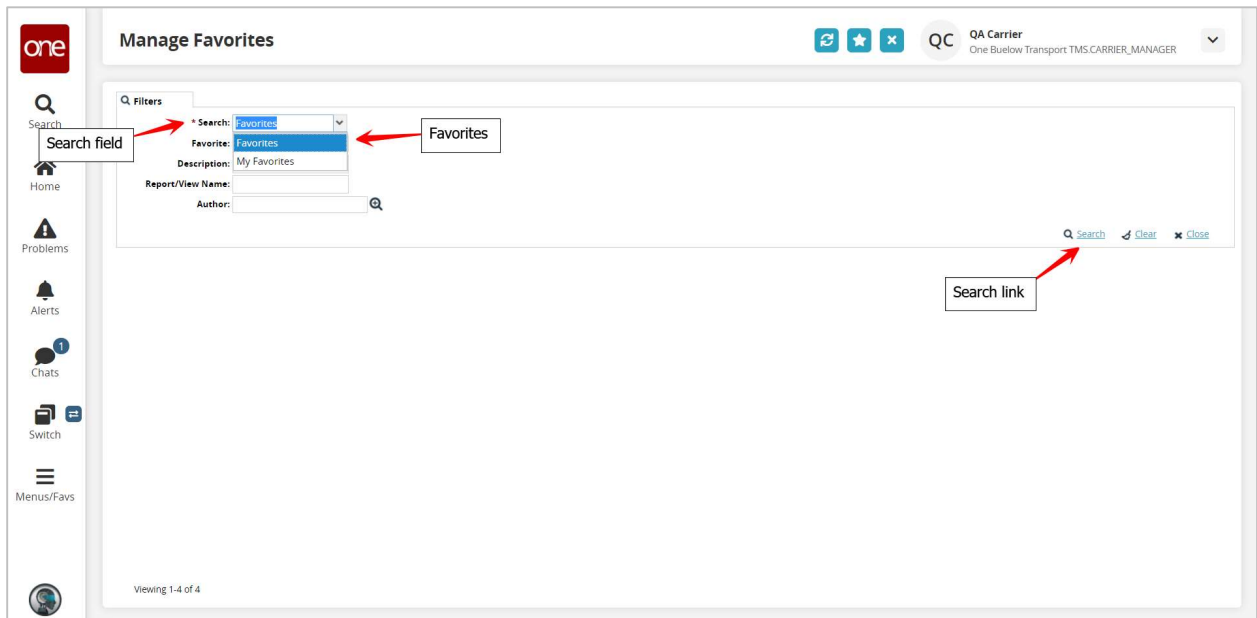 one
Manage Favorites
QC
QA Carrier
One Buelow Transport TMS.CARRIER_MANAGER
Search
Home
Problems
Alerts
1
Chats
Switch
Menus/Favs
Filters
* Search: Favorites
Favorite: Favorites
Description: My Favorites
Report/View Name:
Author:
Search field
Favorites
Search Clear Close
Search link
Viewing 1-4 of 4